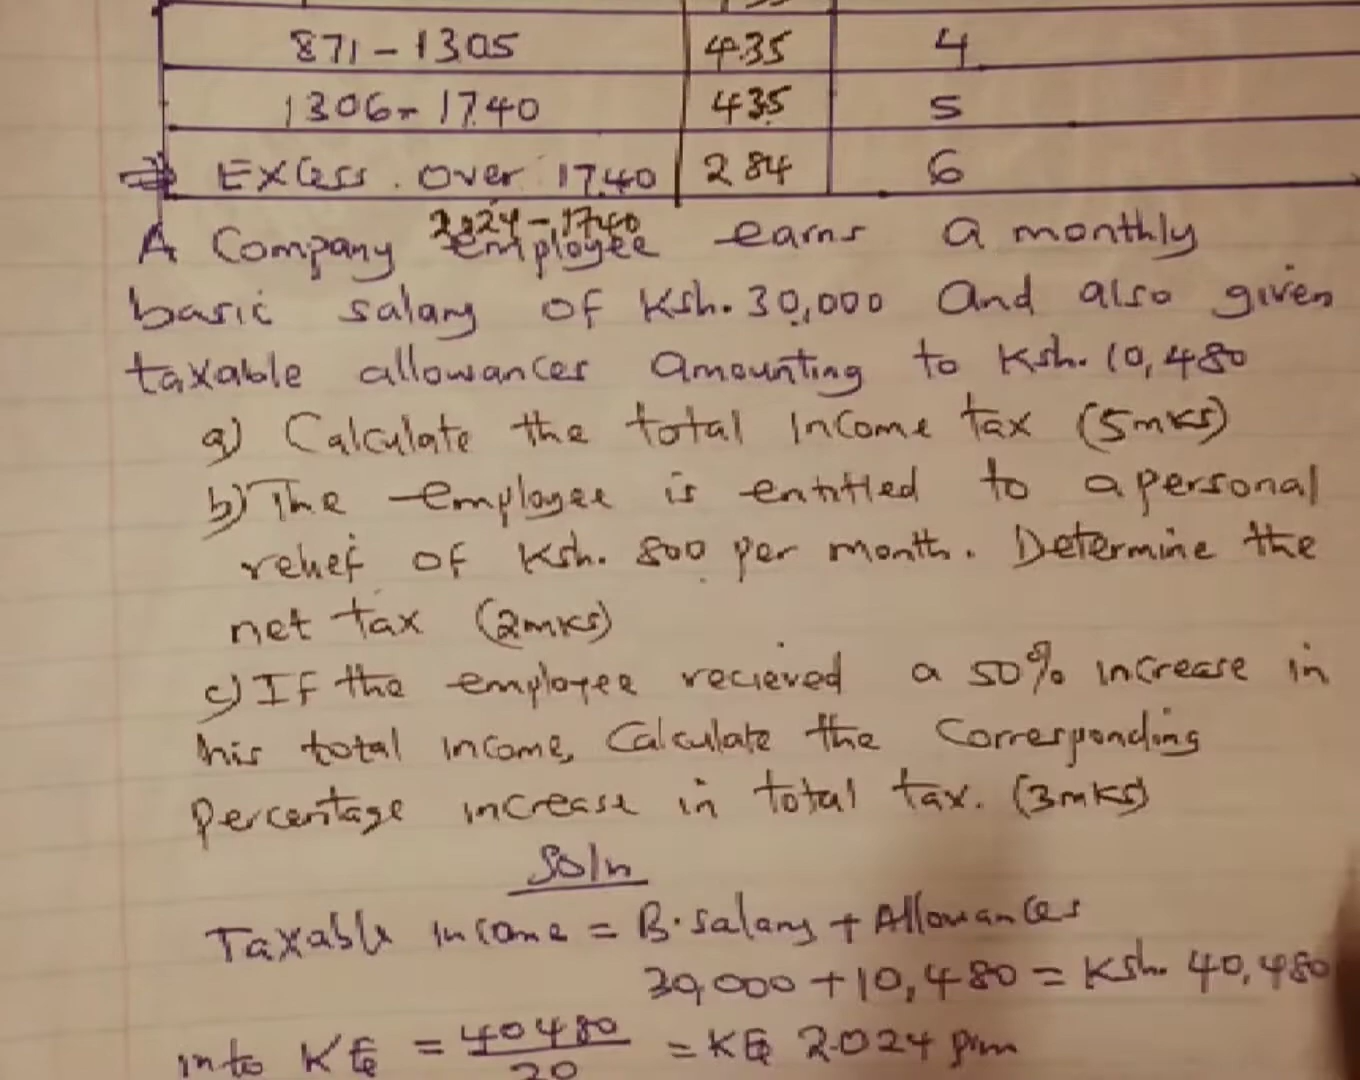 871 - 1305 435 4
1306 - 1740 435 5
Excess over 1740 284 6
2024 - 1740
A Company employee earns a monthly
basic salary of Ksh. 30,000 and also given
taxable allowances amounting to Ksh. 10,480
a) Calculate the total income tax (5mks)
b) The employee is entitled to a personal
relief of Ksh. 800 per month. Determine the
net tax (2mks)
c) If the employee recieved a 50% increase in
his total income, Calculate the Corresponding
percentage increase in total tax. (3mks)
Soln
Taxable income = B. salary + Allowances
30,000 + 10,480 = Ksh. 40,480
into K£ = 40480 = K£ 2024 p.m
20